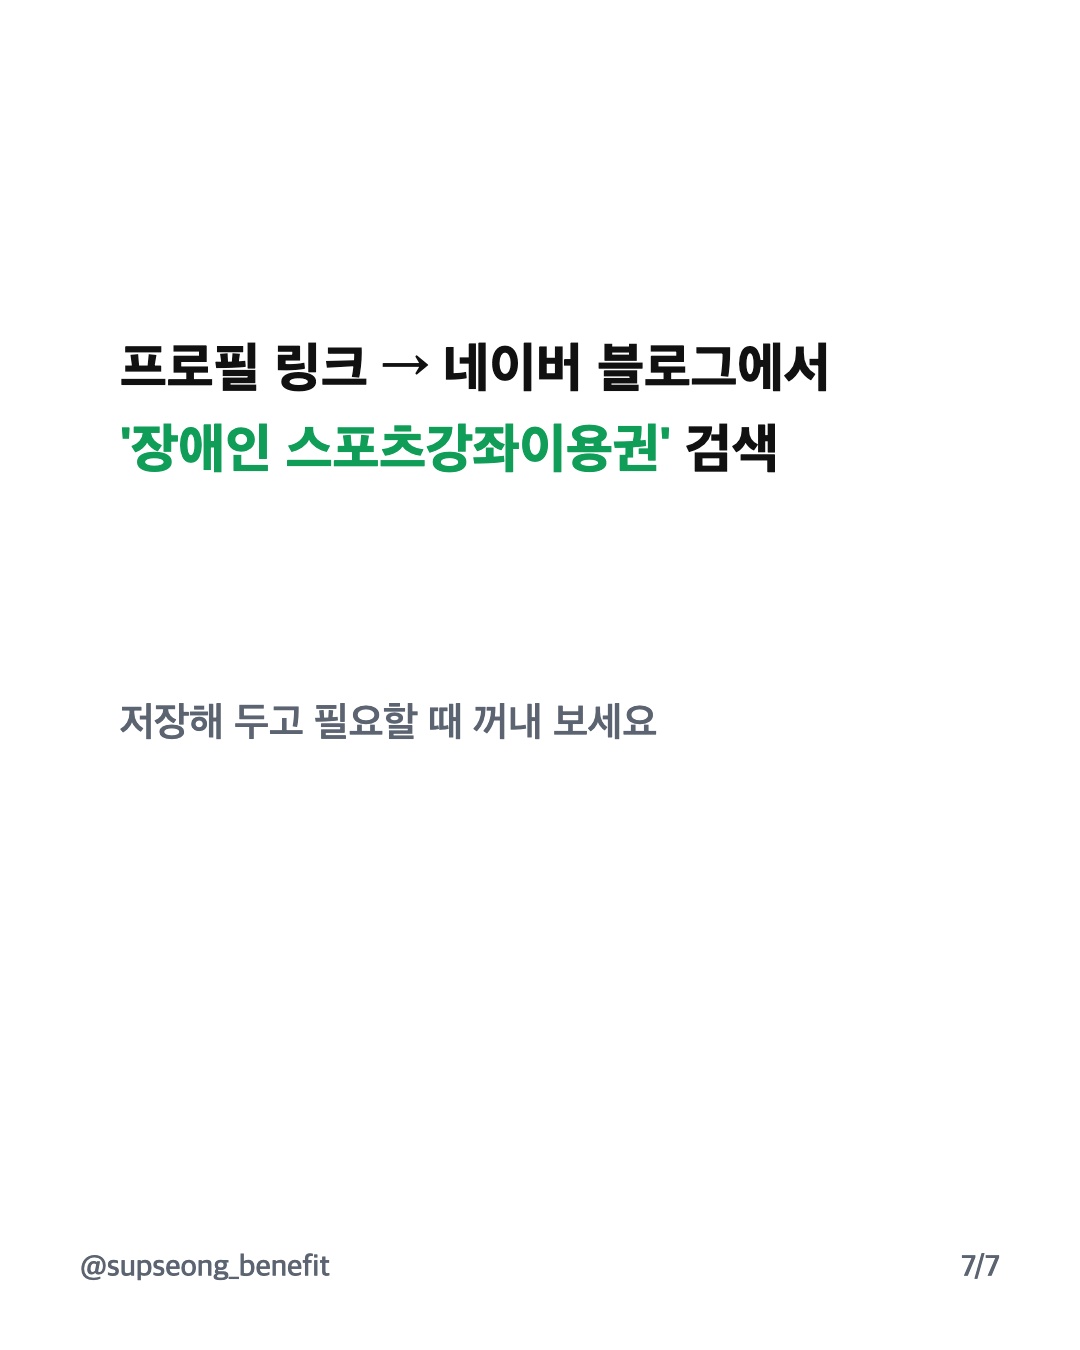 프로필 링크 → 네이버 블로그에서
'장애인 스포츠강좌이용권' 검색
저장해 두고 필요할 때 꺼내 보세요
@supseong_benefit
7/7